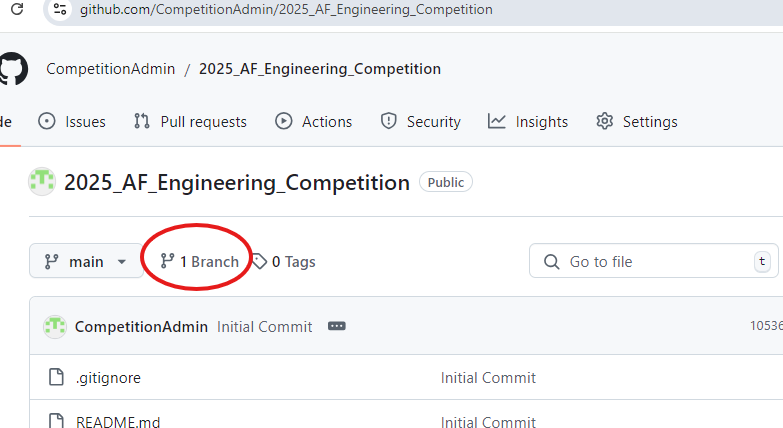 github.com/CompetitionAdmin/2025_AF_Engineering_Competition
CompetitionAdmin / 2025_AF_Engineering_Competition
de Issues Pull requests Actions Security Insights Settings
2025_AF_Engineering_Competition Public
main 1 Branch 0 Tags Go to file t
CompetitionAdmin Initial Commit 10536
.gitignore Initial Commit
README.md Initial Commit